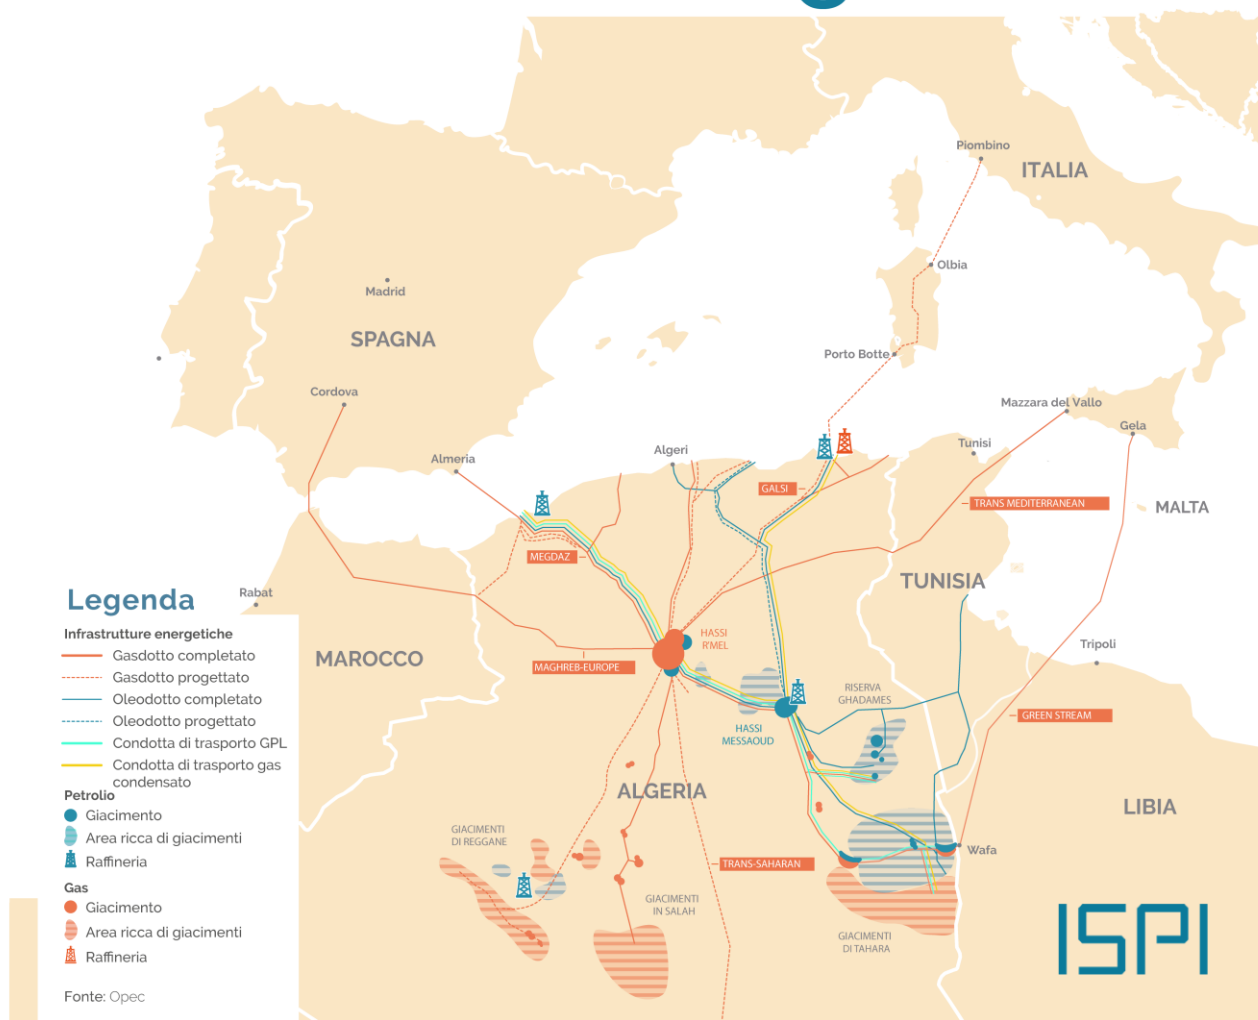 Piombino
ITALIA
Olbia
Madrid
SPAGNA
Porto Botte
Cordova
Mazzara del Vallo
Gela
Almeria
Algeri
Tunisi
GALSI
TRANS MEDITERRANEAN
MALTA
MEGDAZ
TUNISIA
Rabat
HASSI
R'MEL
Tripoli
MAROCCO
MAGHREB-EUROPE
RISERVA
GHADAMES
GREEN STREAM
HASSI
MESSAOUD
ALGERIA
LIBIA
GIACIMENTI
DI REGGANE
Wafa
TRANS-SAHARAN
GIACIMENTI
IN SALAH
GIACIMENTI
DI TAHARA
Legenda
Infrastrutture energetiche
Gasdotto completato
Gasdotto progettato
Oleodotto completato
Oleodotto progettato
Condotta di trasporto GPL
Condotta di trasporto gas
condensato
Petrolio
Giacimento
Area ricca di giacimenti
Raffineria
Gas
Giacimento
Area ricca di giacimenti
Raffineria
Fonte: Opec
ISPI